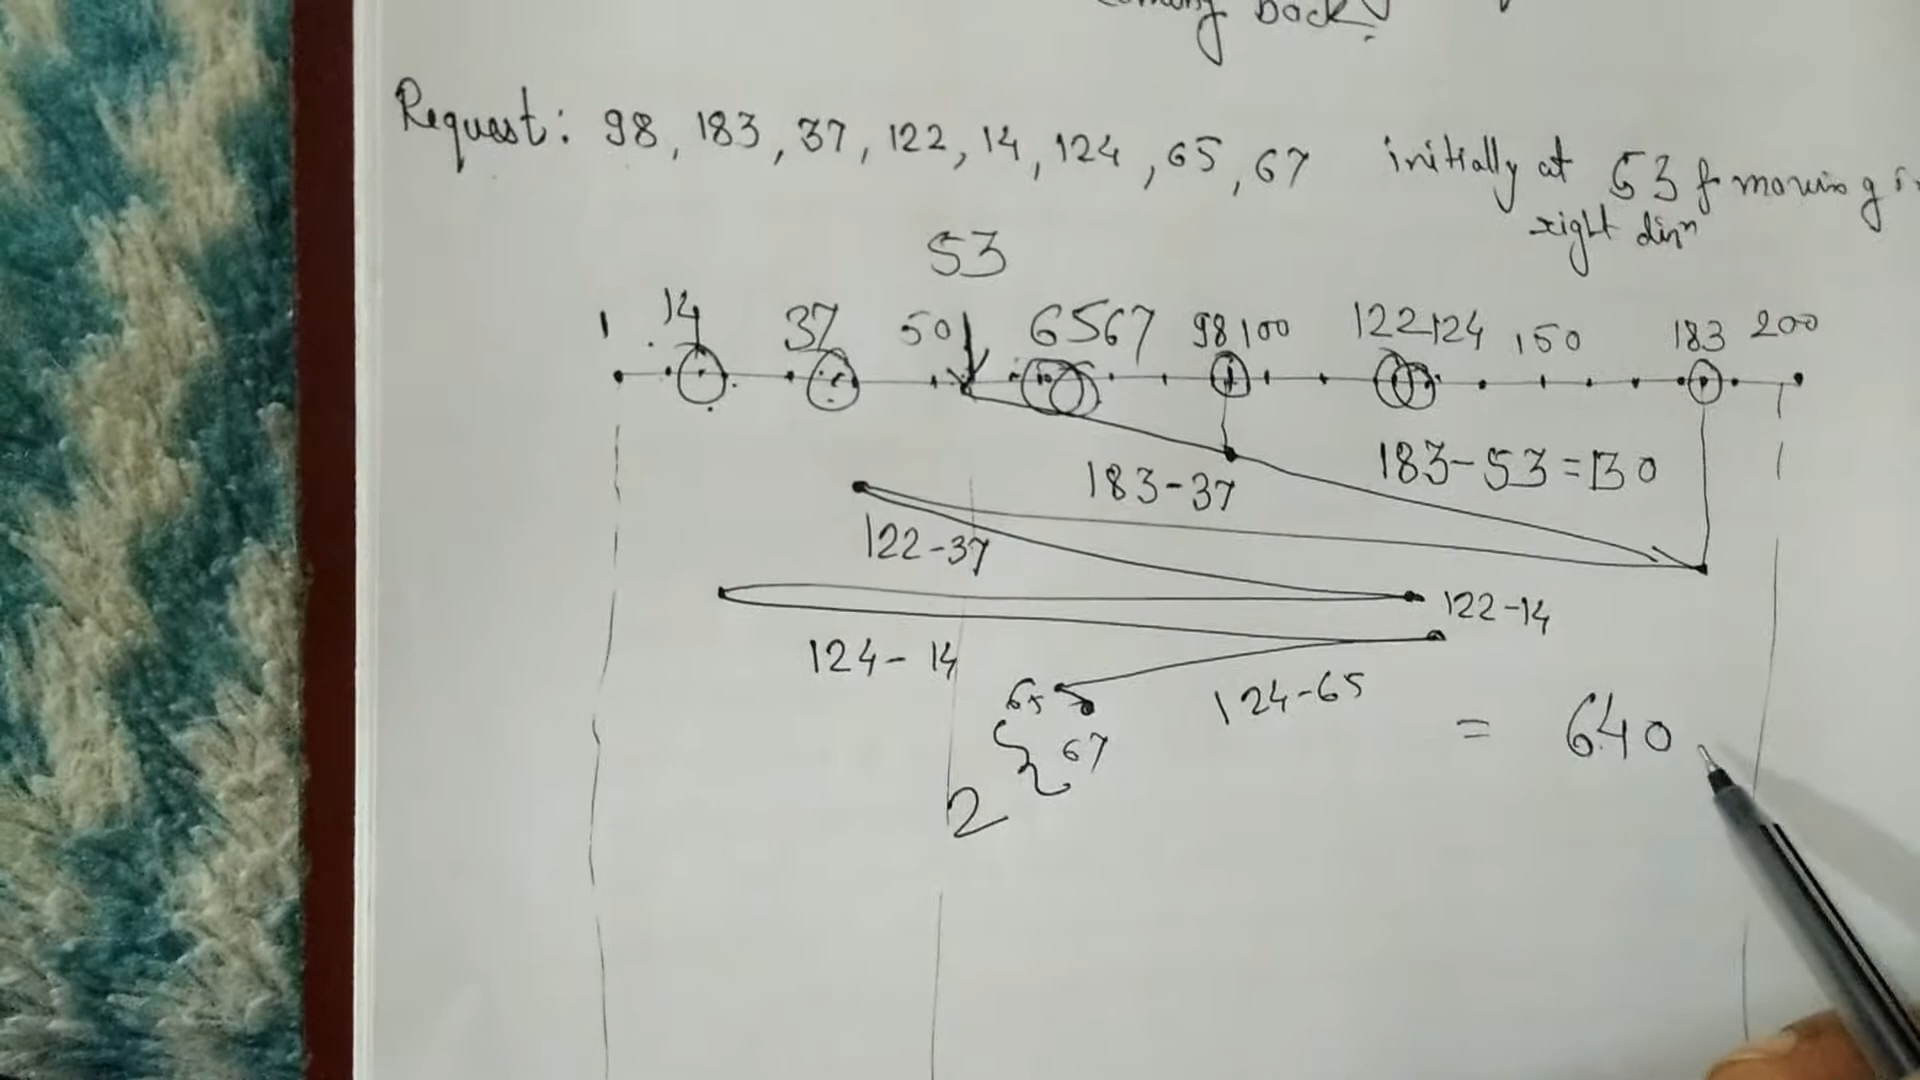 coming back?
Request: 98, 183, 37, 122, 14, 124, 65, 67 initially at 53 & moving
right dirn
53
1 14 37 50 65 67 98 100 122 124 150 183 200
183-53=130
183-37
122-37
122-14
124-14
124-65
65
= 640
67
2